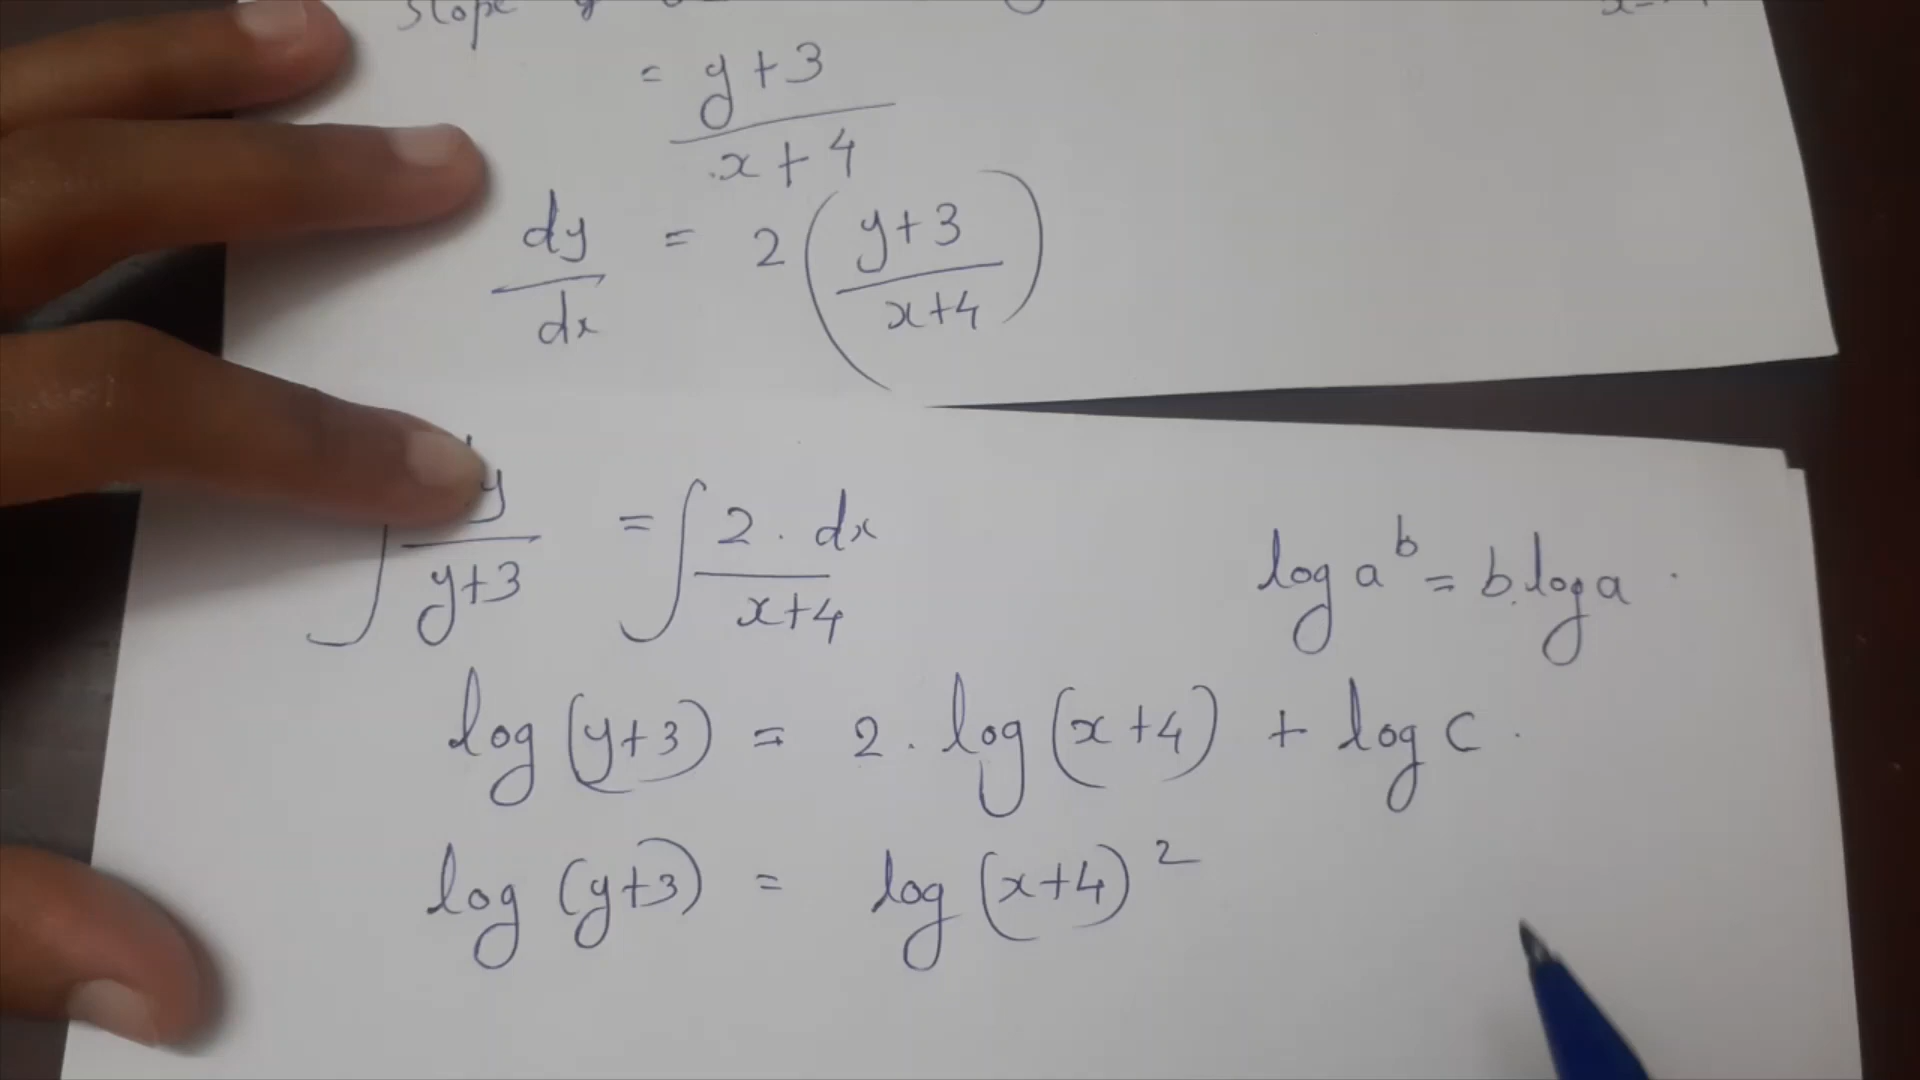 slope
= y+3 / x+4
dy/dx = 2 (y+3 / x+4)
∫ y / y+3 = ∫ 2. dx / x+4
log a^b = b.log a .
log (y+3) = 2. log (x+4) + log c .
log (y+3) = log (x+4)^2